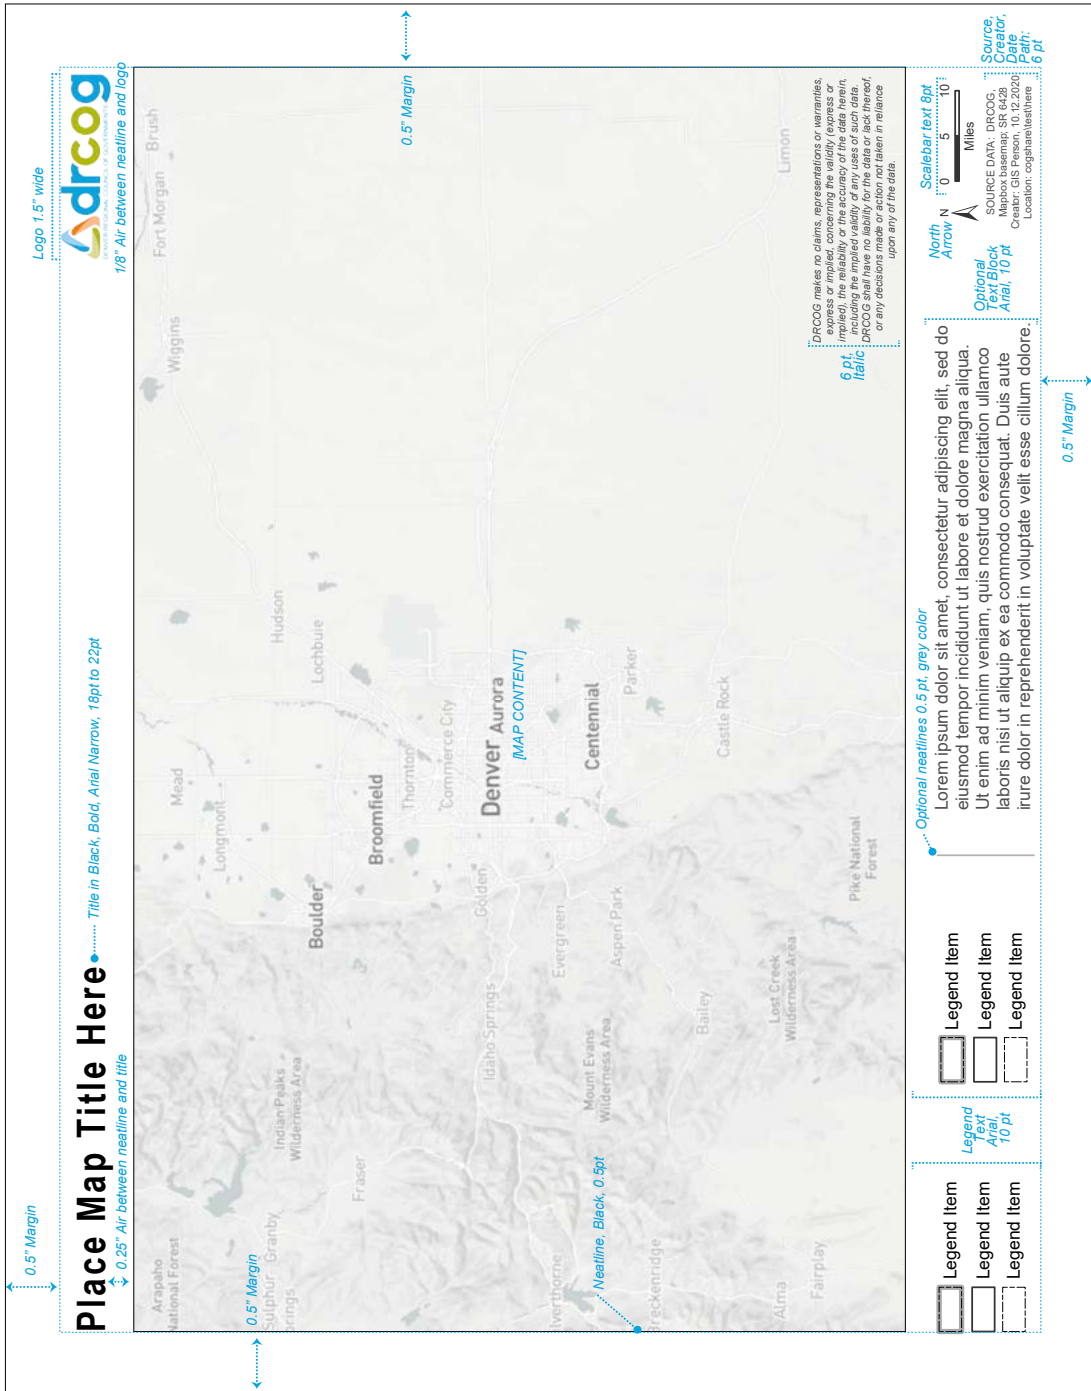 0.5" Margin
Logo 1.5" wide
Place Map Title Here
Title in Black, Bold, Arial Narrow, 18pt to 22pt
drcog
DENVER REGIONAL COUNCIL OF GOVERNMENTS
0.25" Air between neatline and title
1/8" Air between neatline and logo
0.5" Margin
0.5" Margin
Arapaho
National Forest
Sulphur
Springs
Granby
Fraser
Indian Peaks
Wilderness Area
Mead
Longmont
Boulder
Broomfield
Thornton
Commerce City
Hudson
Lochbuie
Wiggins
Fort Morgan
Brush
Idaho Springs
Golden
Denver
Aurora
[MAP CONTENT]
Evergreen
Aspen Park
Centennial
Parker
Mount Evans
Wilderness Area
Bailey
Castle Rock
Lost Creek
Wilderness Area
Pike National
Forest
Limon
lverthorne
Breckenridge
Alma
Fairplay
Neatline, Black, 0.5pt
6 pt,
Italic
DRCOG makes no claims, representations or warranties,
express or implied, concerning the validity (express or
implied), the reliability or the accuracy of the data herein,
including the implied validity of any uses of such data.
DRCOG shall have no liability for the data or lack thereof,
or any decisions made or action not taken in reliance
upon any of the data.
Legend Item
Legend Item
Legend Item
Legend
Text
Arial,
10 pt
Legend Item
Legend Item
Legend Item
Optional neatlines 0.5 pt, grey color
Lorem ipsum dolor sit amet, consectetur adipiscing elit, sed do
eiusmod tempor incididunt ut labore et dolore magna aliqua.
Ut enim ad minim veniam, quis nostrud exercitation ullamco
laboris nisi ut aliquip ex ea commodo consequat. Duis aute
irure dolor in reprehenderit in voluptate velit esse cillum dolore.
Optional
Text Block
Arial, 10 pt
North
Arrow
N
Scalebar text 8pt
0 5 10
Miles
SOURCE DATA: DRCOG,
Mapbox basemap; SR 6428
Creator: GIS Person, 10.12.2020
Location: cogshare\test\here
Source,
Creator,
Date
Path:
6 pt
0.5" Margin